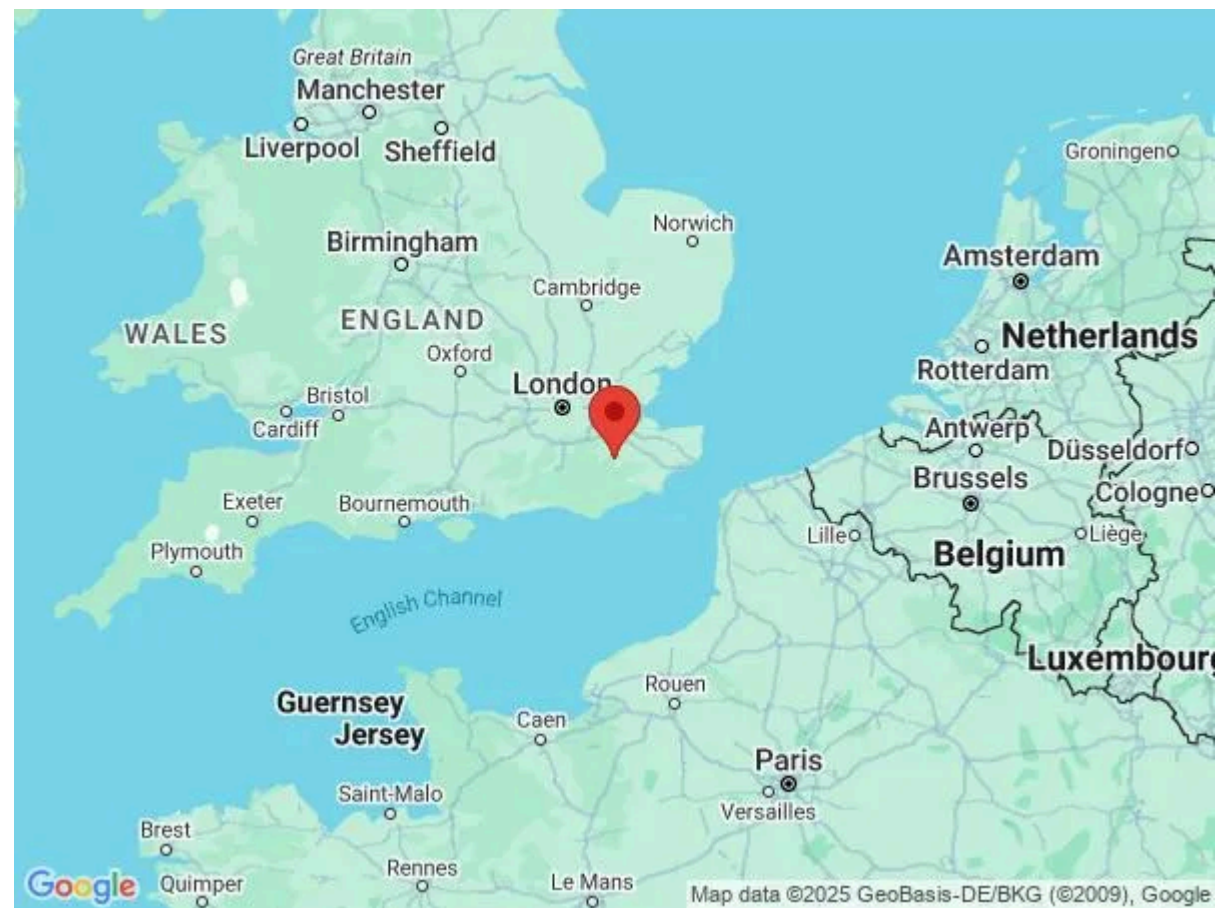 Great Britain
Manchester
Liverpool
Sheffield
Groningen
Norwich
Birmingham
Amsterdam
Cambridge
WALES
ENGLAND
Netherlands
Oxford
Rotterdam
London
Bristol
Cardiff
Antwerp
Düsseldorf
Brussels
Cologne
Exeter
Bournemouth
Lille
Liège
Plymouth
Belgium
English Channel
Luxembourg
Rouen
Guernsey
Jersey
Caen
Paris
Saint-Malo
Versailles
Brest
Rennes
Le Mans
Google
Quimper
Map data ©2025 GeoBasis-DE/BKG (©2009), Google